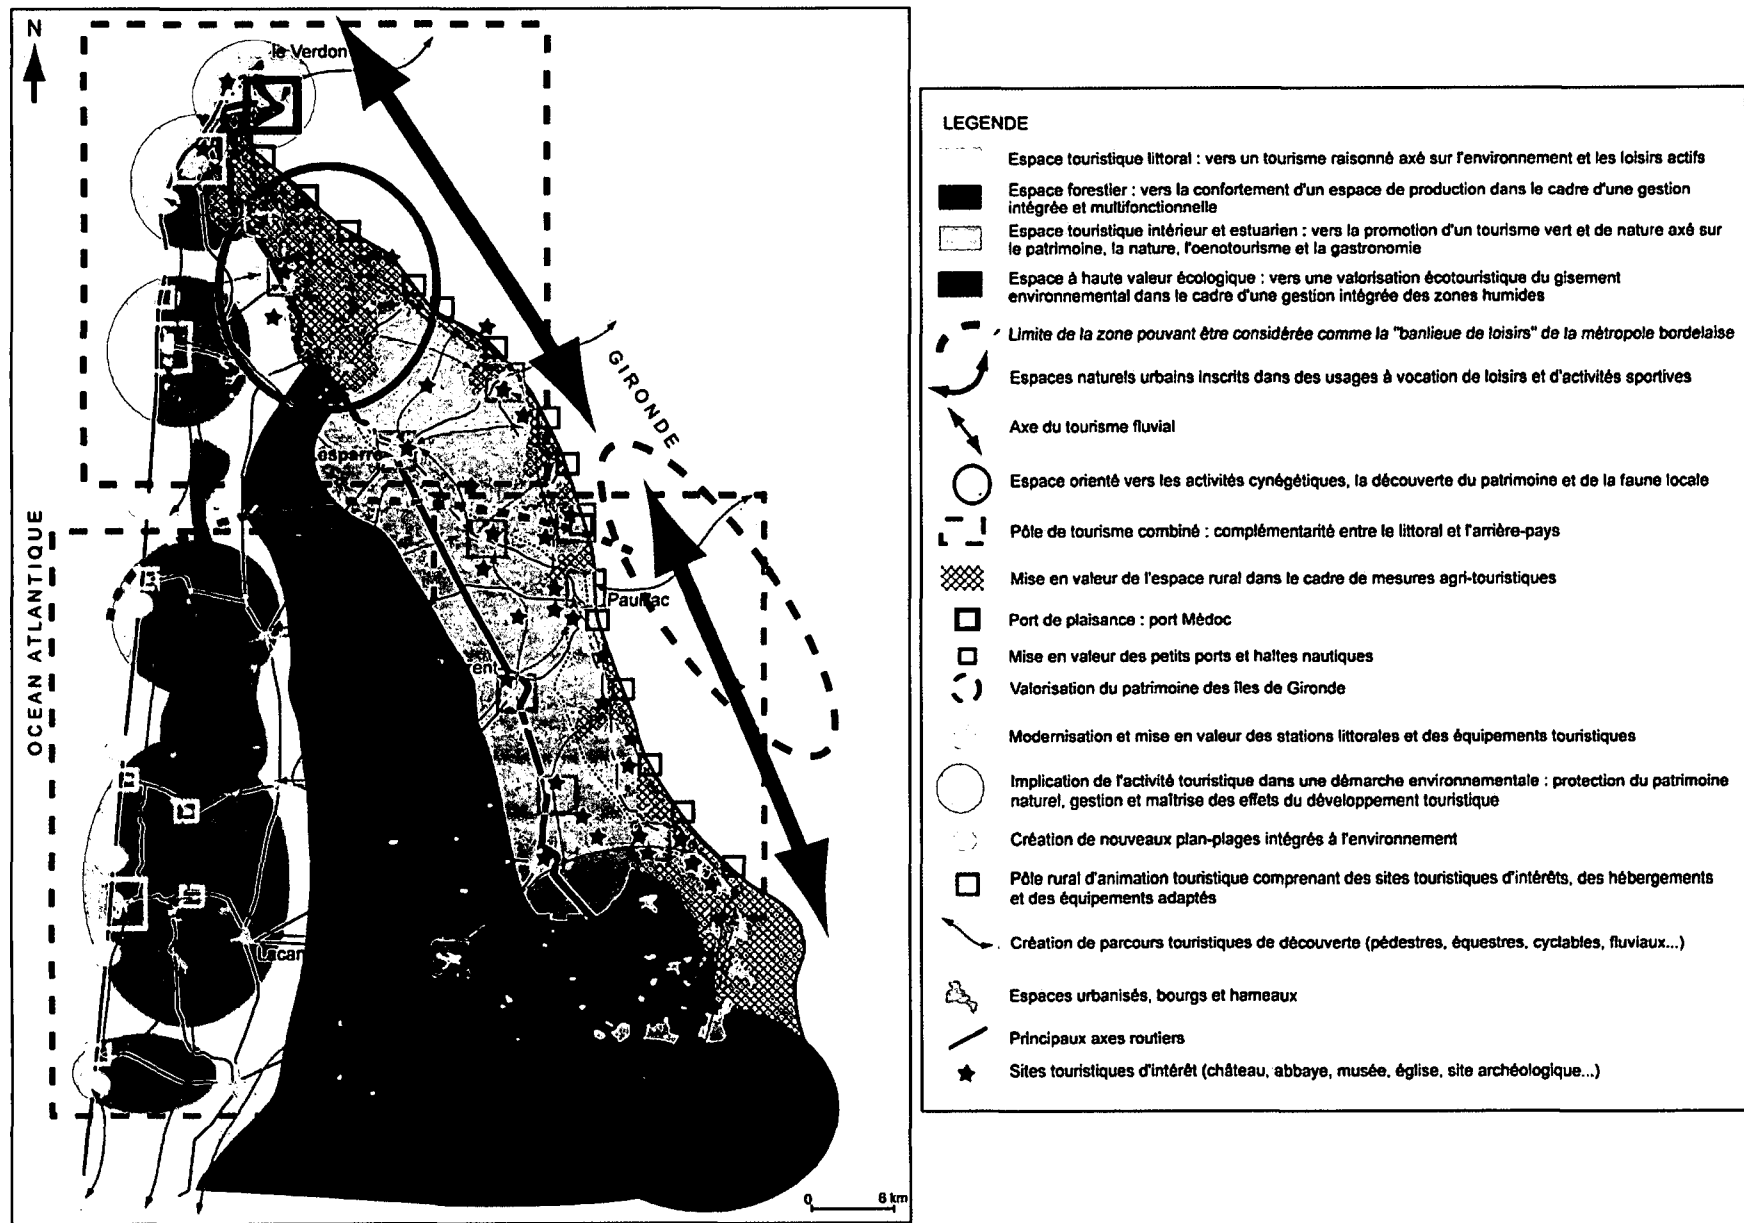 N
le Verdon
GIRONDE
Lesparre
OCEAN ATLANTIQUE
Pauillac
0 6 km
LEGENDE
Espace touristique littoral : vers un tourisme raisonné axé sur l'environnement et les loisirs actifs
Espace forestier : vers la confortement d'un espace de production dans le cadre d'une gestion
intégrée et multifonctionnelle
Espace touristique intérieur et estuarien : vers la promotion d'un tourisme vert et de nature axé sur
le patrimoine, la nature, l'oenotourisme et la gastronomie
Espace à haute valeur écologique : vers une valorisation écotouristique du gisement
environnemental dans le cadre d'une gestion intégrée des zones humides
Limite de la zone pouvant être considérée comme la "banlieue de loisirs" de la métropole bordelaise
Espaces naturels urbains inscrits dans des usages à vocation de loisirs et d'activités sportives
Axe du tourisme fluvial
Espace orienté vers les activités cynégétiques, la découverte du patrimoine et de la faune locale
Pôle de tourisme combiné : complémentarité entre le littoral et l'arrière-pays
Mise en valeur de l'espace rural dans le cadre de mesures agri-touristiques
Port de plaisance : port Médoc
Mise en valeur des petits ports et haltes nautiques
Valorisation du patrimoine des îles de Gironde
Modernisation et mise en valeur des stations littorales et des équipements touristiques
Implication de l'activité touristique dans une démarche environnementale : protection du patrimoine
naturel, gestion et maîtrise des effets du développement touristique
Création de nouveaux plan-plages intégrés à l'environnement
Pôle rural d'animation touristique comprenant des sites touristiques d'intérêts, des hébergements
et des équipements adaptés
Création de parcours touristiques de découverte (pédestres, équestres, cyclables, fluviaux...)
Espaces urbanisés, bourgs et hameaux
Principaux axes routiers
Sites touristiques d'intérêt (château, abbaye, musée, église, site archéologique...)